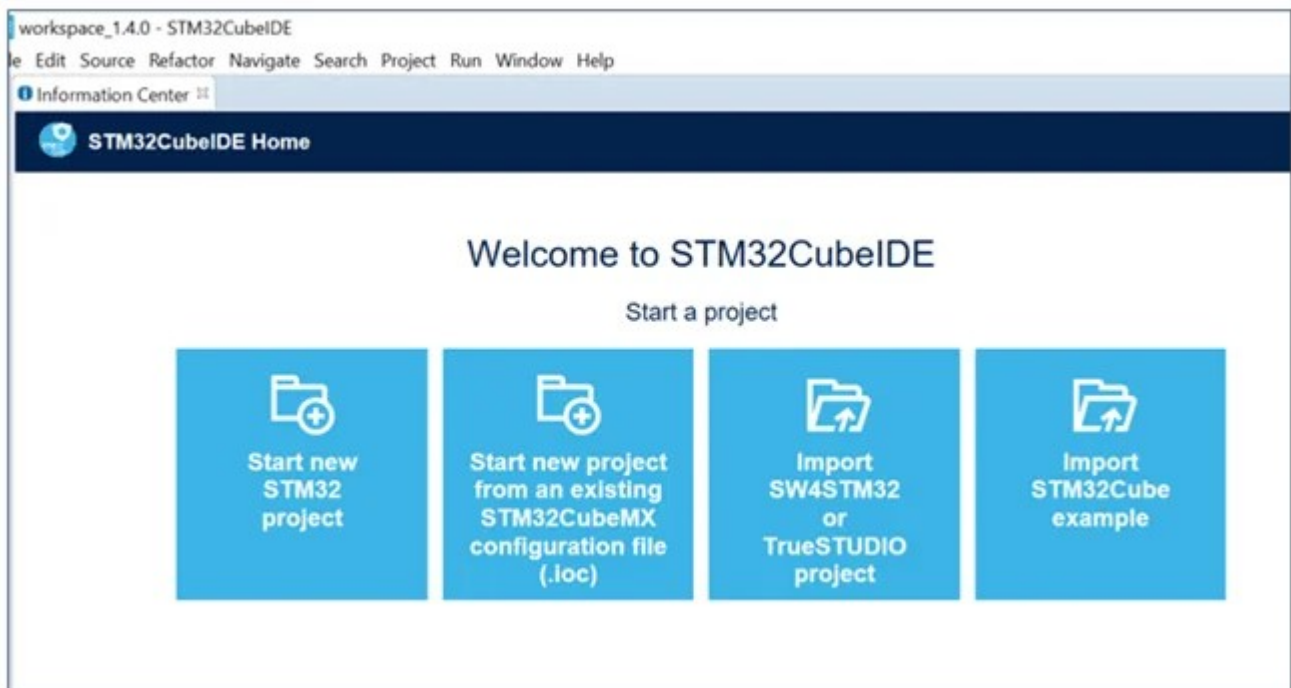 workspace_1.4.0 - STM32CubeIDE
le Edit Source Refactor Navigate Search Project Run Window Help
Information Center
STM32CubeIDE Home
Welcome to STM32CubeIDE
Start a project
Start new
STM32
project
Start new project
from an existing
STM32CubeMX
configuration file
(.ioc)
Import
SW4STM32
or
TrueSTUDIO
project
Import
STM32Cube
example